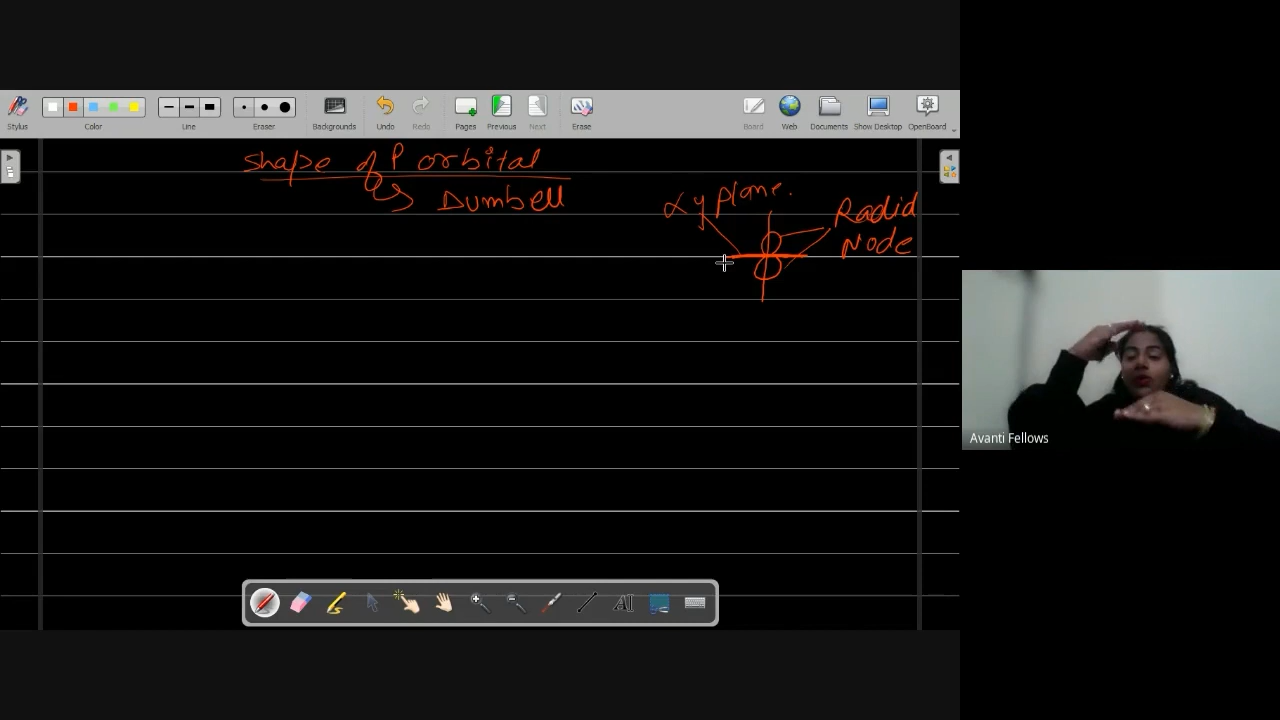 Stylus
Color
Line
Eraser
Backgrounds
Undo
Redo
Pages
Previous
Next
Erase
Board
Web
Documents
Show Desktop
OpenBoard
Shape of P orbital
Dumbell
xy plane.
Radial
Node
AI
Avanti Fellows